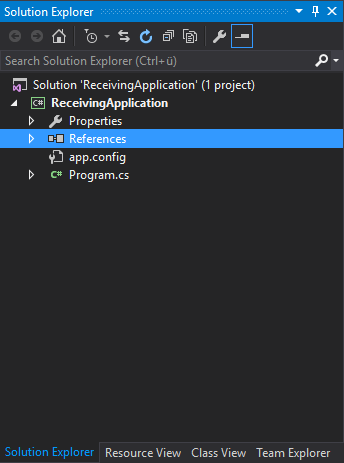 Solution Explorer
Search Solution Explorer (Ctrl+ü)
Solution 'ReceivingApplication' (1 project)
C# ReceivingApplication
Properties
References
app.config
C# Program.cs
Solution Explorer Resource View Class View Team Explorer